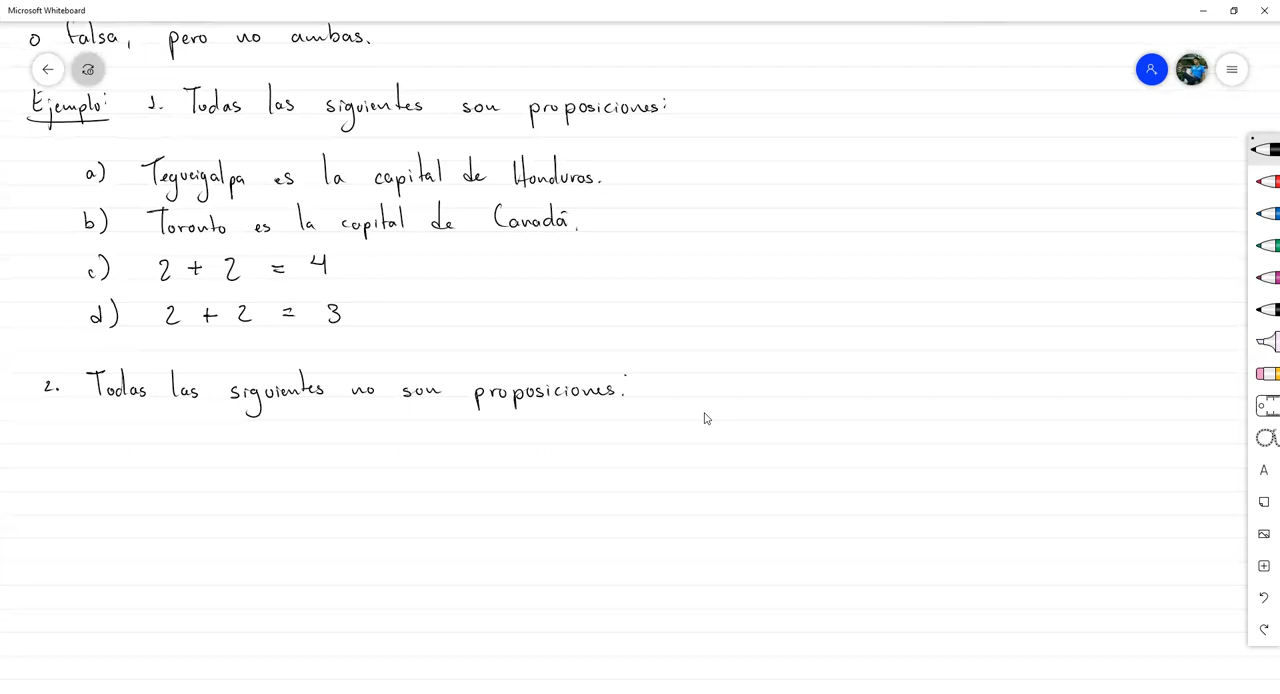 Microsoft Whiteboard
o falsa, pero no ambas.
Ejemplo: 1. Todas las siguientes son proposiciones:
a) Tegucigalpa es la capital de Honduras.
b) Toronto es la capital de Canadá.
c) 2 + 2 = 4
d) 2 + 2 = 3
2. Todas las siguientes no son proposiciones:
A